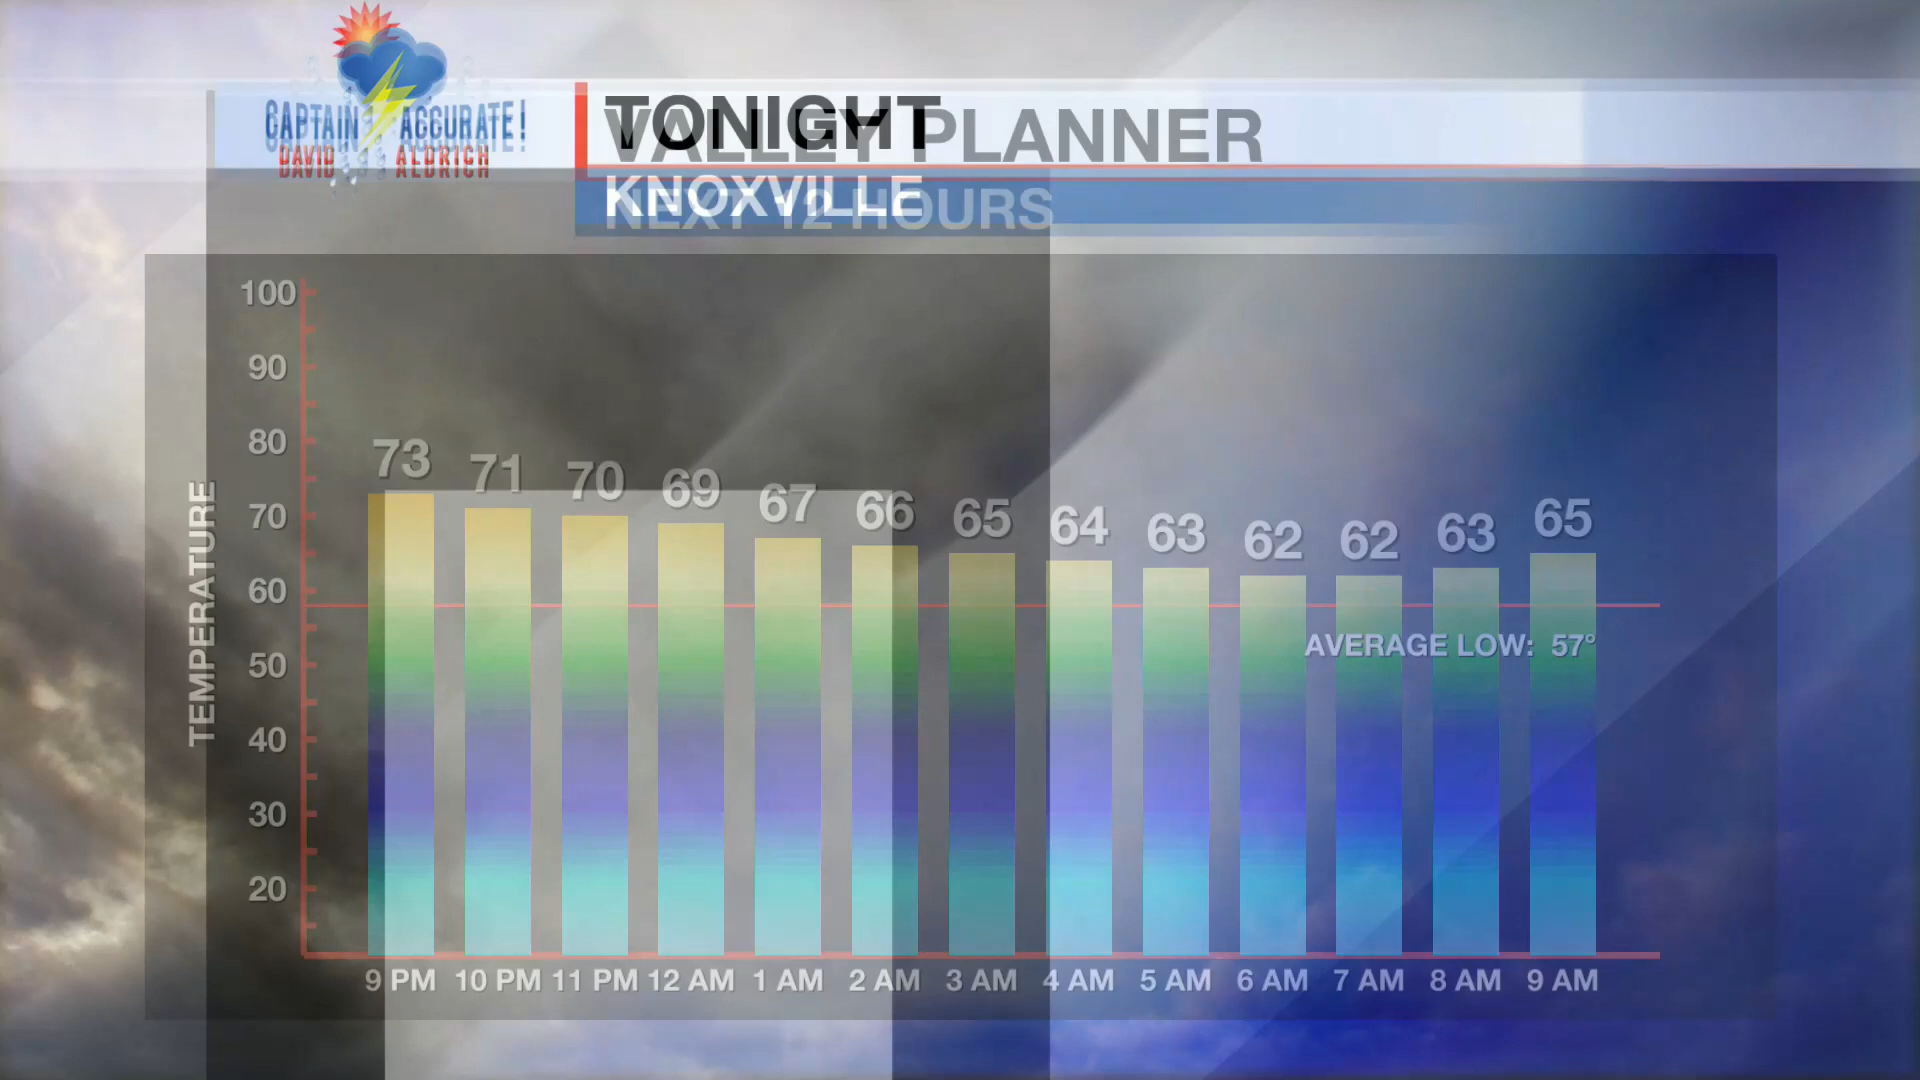 CAPTAIN ACCURATE!
DAVID ALDRICH
TONIGHT
VALLEY PLANNER
KNOXVILLE
NEXT 12 HOURS
100
90
80
70
60
50
40
30
20
TEMPERATURE
73 71 70 69 67 66 65 64 63 62 62 63 65
AVERAGE LOW: 57°
9 PM 10 PM 11 PM 12 AM 1 AM 2 AM 3 AM 4 AM 5 AM 6 AM 7 AM 8 AM 9 AM